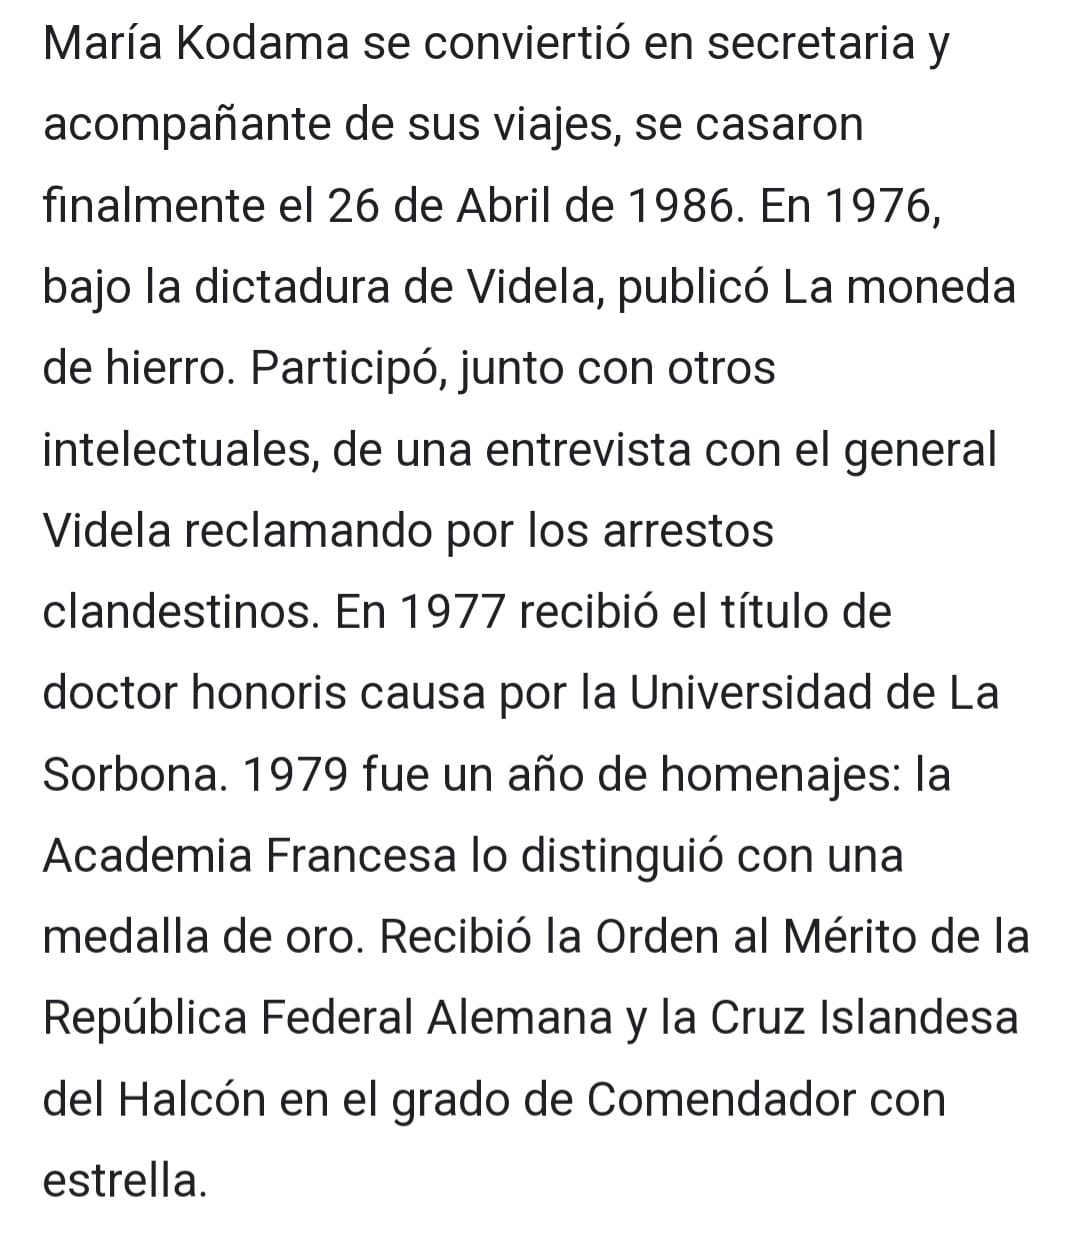 María Kodama se conviertió en secretaria y
acompañante de sus viajes, se casaron
finalmente el 26 de Abril de 1986. En 1976,
bajo la dictadura de Videla, publicó La moneda
de hierro. Participó, junto con otros
intelectuales, de una entrevista con el general
Videla reclamando por los arrestos
clandestinos. En 1977 recibió el título de
doctor honoris causa por la Universidad de La
Sorbona. 1979 fue un año de homenajes: la
Academia Francesa lo distinguió con una
medalla de oro. Recibió la Orden al Mérito de la
República Federal Alemana y la Cruz Islandesa
del Halcón en el grado de Comendador con
estrella.